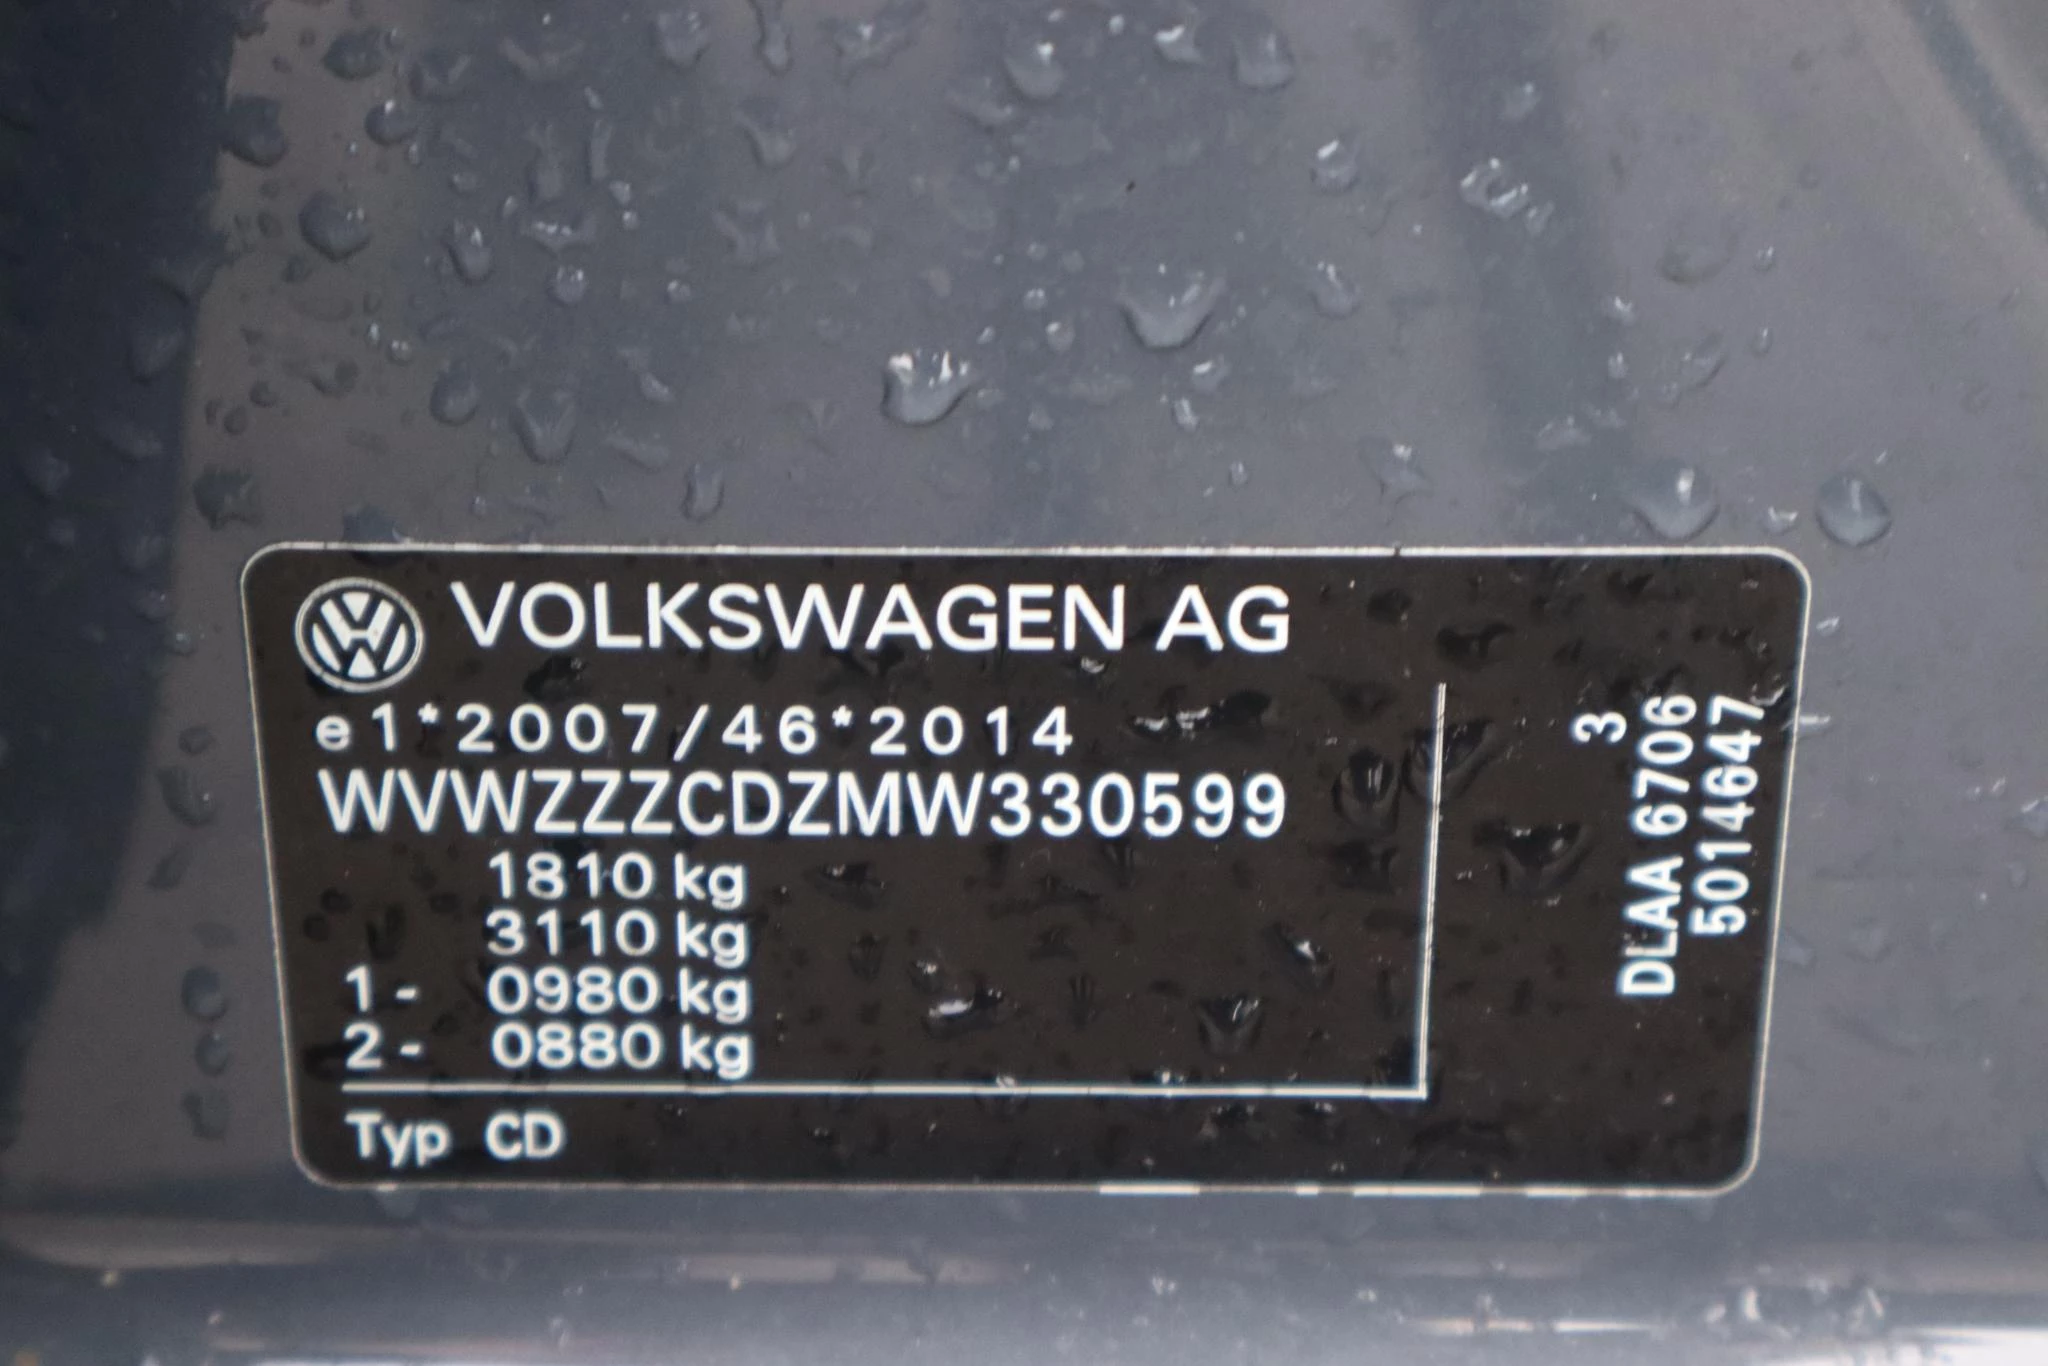 VOLKSWAGEN AG
e1*2007/46*2014
WVWZZZCDZMW330599
1810 kg
3110 kg
1- 0980 kg
2- 0880 kg
Typ CD
3
DLAA 6706
5014647